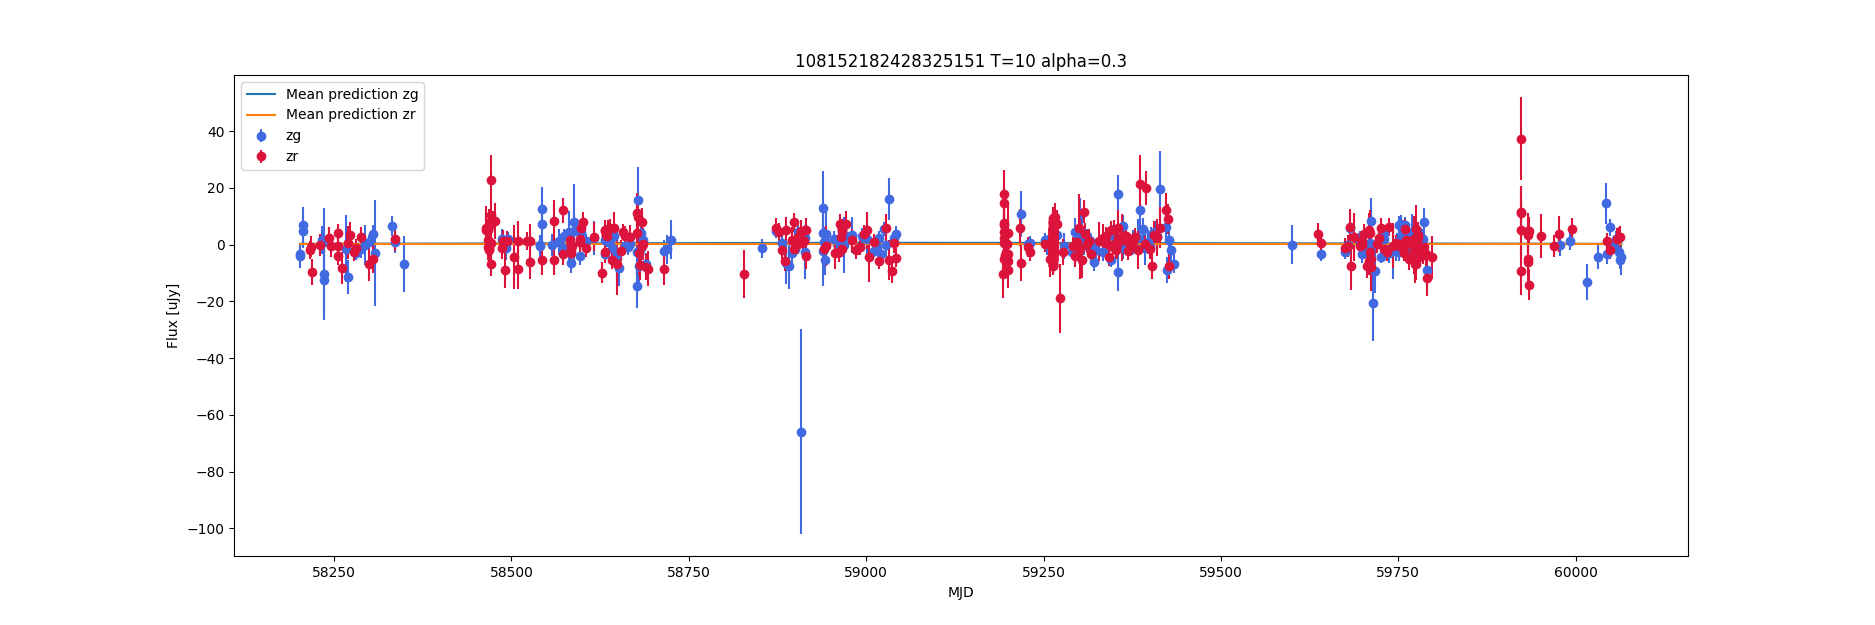 108152182428325151 T=10 alpha=0.3
Mean prediction zg
Mean prediction zr
zg
zr
40
20
0
−20
−40
−60
−80
−100
Flux [uJy]
58250 58500 58750 59000 59250 59500 59750 60000
MJD